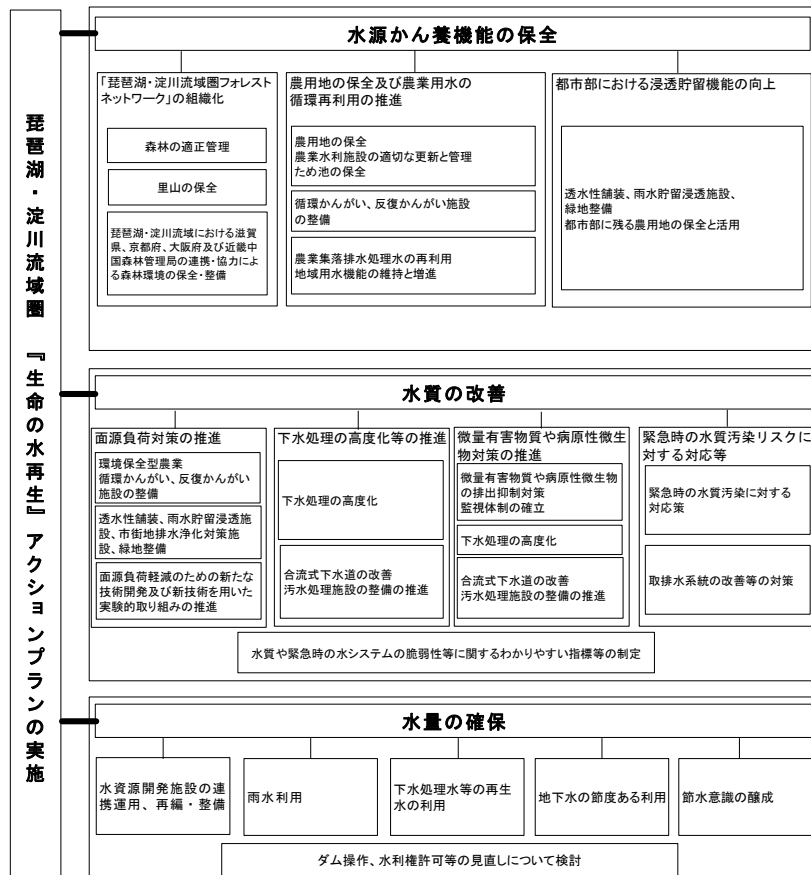 琵琶湖・淀川流域圏 『生命の水再生』 アクションプランの実施
水源かん養機能の保全
「琵琶湖・淀川流域圏フォレスト
ネットワーク」の組織化
森林の適正管理
里山の保全
琵琶湖・淀川流域における滋賀
県、京都府、大阪府及び近畿中
国森林管理局の連携・協力によ
る森林環境の保全・整備
農用地の保全及び農業用水の
循環再利用の推進
農用地の保全
農業水利施設の適切な更新と管理
ため池の保全
循環かんがい、反復かんがい施設
の整備
農業集落排水処理水の再利用
地域用水機能の維持と増進
都市部における浸透貯留機能の向上
透水性舗装、雨水貯留浸透施設、
緑地整備
都市部に残る農用地の保全と活用
水質の改善
面源負荷対策の推進
環境保全型農業
循環かんがい、反復かんがい
施設の整備
透水性舗装、雨水貯留浸透施
設、市街地排水浄化対策施
設、緑地整備
面源負荷軽減のための新たな
技術開発及び新技術を用いた
実験的取り組みの推進
下水処理の高度化等の推進
下水処理の高度化
合流式下水道の改善
汚水処理施設の整備の推進
微量有害物質や病原性微生
物対策の推進
微量有害物質や病原性微生物
の排出抑制対策
監視体制の確立
下水処理の高度化
合流式下水道の改善
汚水処理施設の整備の推進
緊急時の水質汚染リスクに
対する対応等
緊急時の水質汚染に対する
対応策
取排水系統の改善等の対策
水質や緊急時の水システムの脆弱性等に関するわかりやすい指標等の制定
水量の確保
水資源開発施設の連
携運用、再編・整備
雨水利用
下水処理水等の再生
水の利用
地下水の節度ある利用
節水意識の醸成
ダム操作、水利権許可等の見直しについて検討